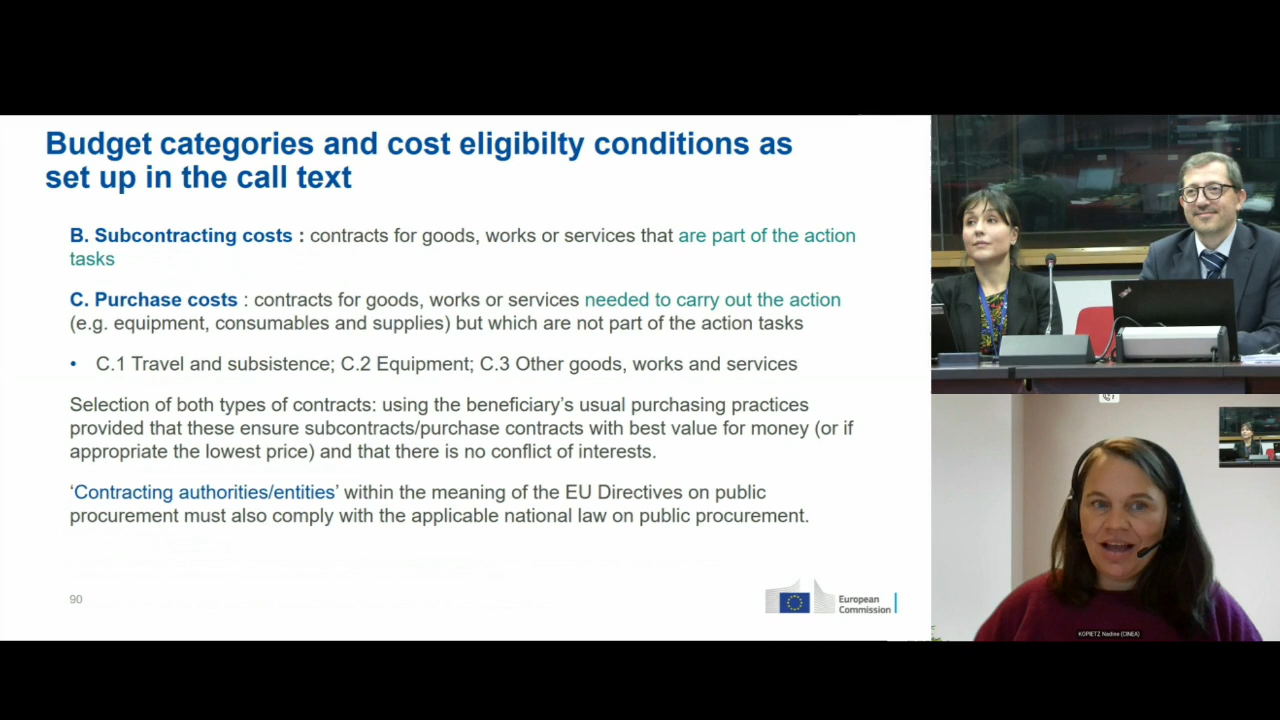 Budget categories and cost eligibilty conditions as
set up in the call text
B. Subcontracting costs : contracts for goods, works or services that are part of the action
tasks
C. Purchase costs : contracts for goods, works or services needed to carry out the action
(e.g. equipment, consumables and supplies) but which are not part of the action tasks
• C.1 Travel and subsistence; C.2 Equipment; C.3 Other goods, works and services
Selection of both types of contracts: using the beneficiary’s usual purchasing practices
provided that these ensure subcontracts/purchase contracts with best value for money (or if
appropriate the lowest price) and that there is no conflict of interests.
‘Contracting authorities/entities’ within the meaning of the EU Directives on public
procurement must also comply with the applicable national law on public procurement.
90
European
Commission
KOPIETZ Nadine (CINEA)